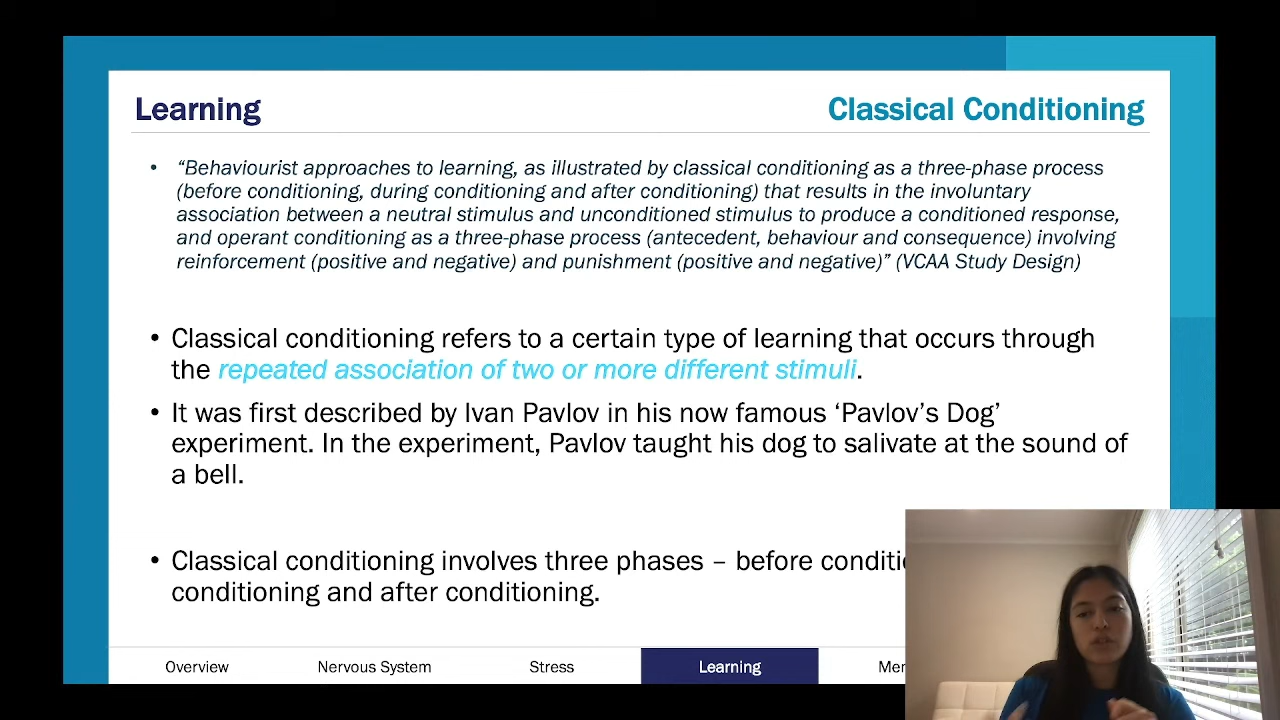 Learning
Classical Conditioning
• “Behaviourist approaches to learning, as illustrated by classical conditioning as a three-phase process
(before conditioning, during conditioning and after conditioning) that results in the involuntary
association between a neutral stimulus and unconditioned stimulus to produce a conditioned response,
and operant conditioning as a three-phase process (antecedent, behaviour and consequence) involving
reinforcement (positive and negative) and punishment (positive and negative)” (VCAA Study Design)
• Classical conditioning refers to a certain type of learning that occurs through
the repeated association of two or more different stimuli.
• It was first described by Ivan Pavlov in his now famous ‘Pavlov’s Dog’
experiment. In the experiment, Pavlov taught his dog to salivate at the sound of
a bell.
• Classical conditioning involves three phases – before
conditioning and after conditioning.
Overview
Nervous System
Stress
Learning